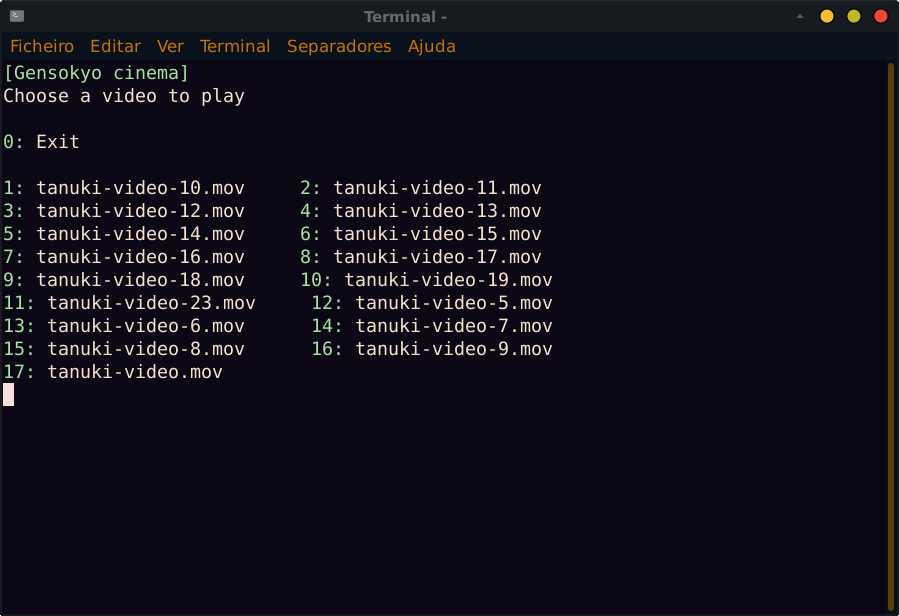 Terminal -
Ficheiro Editar Ver Terminal Separadores Ajuda
[Gensokyo cinema]
Choose a video to play
0: Exit
1: tanuki-video-10.mov 2: tanuki-video-11.mov
3: tanuki-video-12.mov 4: tanuki-video-13.mov
5: tanuki-video-14.mov 6: tanuki-video-15.mov
7: tanuki-video-16.mov 8: tanuki-video-17.mov
9: tanuki-video-18.mov 10: tanuki-video-19.mov
11: tanuki-video-23.mov 12: tanuki-video-5.mov
13: tanuki-video-6.mov 14: tanuki-video-7.mov
15: tanuki-video-8.mov 16: tanuki-video-9.mov
17: tanuki-video.mov